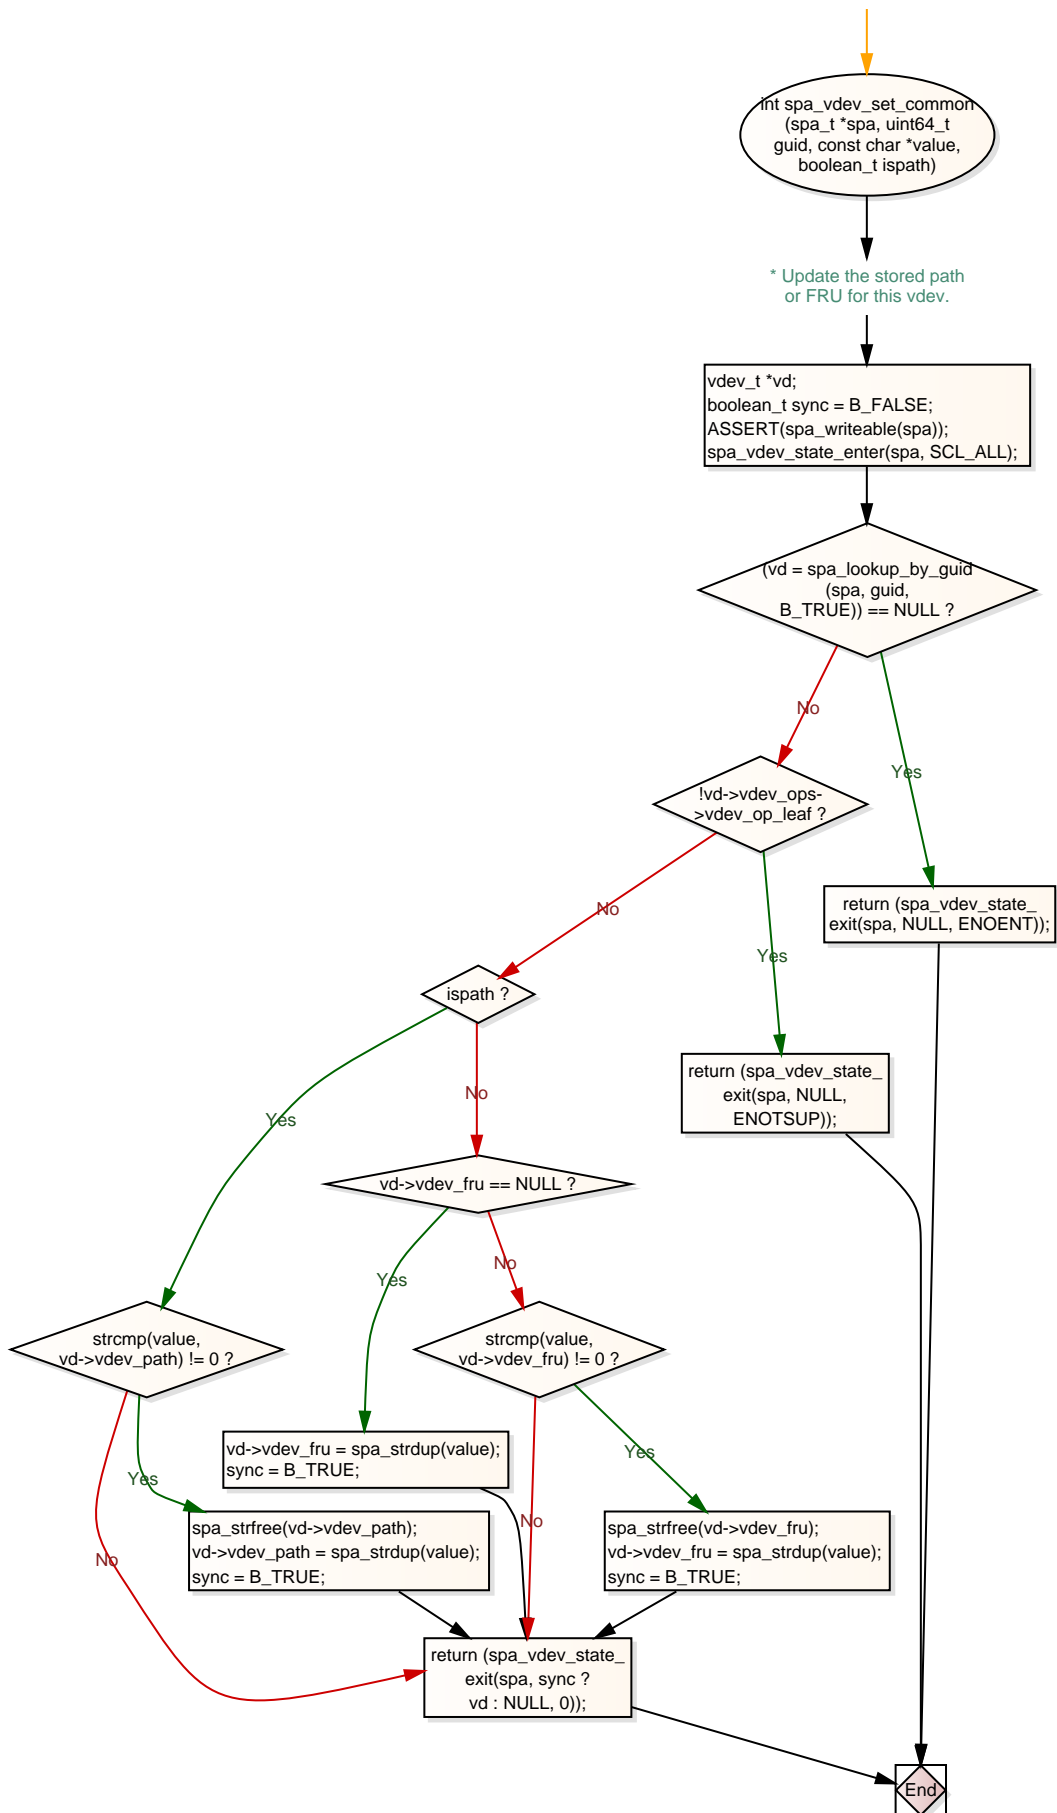 int spa_vdev_set_common
(spa_t *spa, uint64_t
guid, const char *value,
boolean_t ispath)
* Update the stored path
or FRU for this vdev.
vdev_t *vd;
boolean_t sync = B_FALSE;
ASSERT(spa_writeable(spa));
spa_vdev_state_enter(spa, SCL_ALL);
(vd = spa_lookup_by_guid
(spa, guid,
B_TRUE)) == NULL ?
No
Yes
!vd->vdev_ops-
>vdev_op_leaf ?
No
Yes
return (spa_vdev_state_
exit(spa, NULL, ENOENT));
ispath ?
Yes
No
return (spa_vdev_state_
exit(spa, NULL,
ENOTSUP));
vd->vdev_fru == NULL ?
Yes
No
strcmp(value,
vd->vdev_path) != 0 ?
strcmp(value,
vd->vdev_fru) != 0 ?
vd->vdev_fru = spa_strdup(value);
sync = B_TRUE;
Yes
Yes
No
No
spa_strfree(vd->vdev_path);
vd->vdev_path = spa_strdup(value);
sync = B_TRUE;
spa_strfree(vd->vdev_fru);
vd->vdev_fru = spa_strdup(value);
sync = B_TRUE;
return (spa_vdev_state_
exit(spa, sync ?
vd : NULL, 0));
End